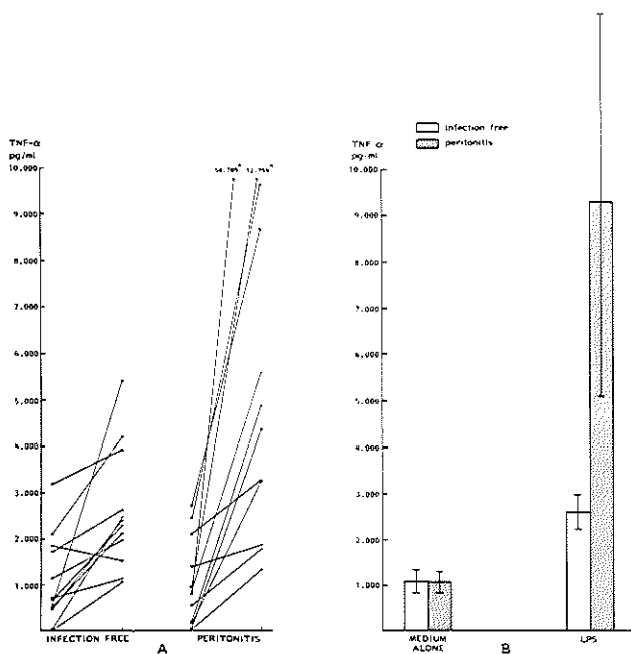 TNF-α
pg/ml
10.000
9.000
8.000
7.000
6.000
5.000
4.000
3.000
2.000
1.000
INFECTION FREE
PERITONITIS
A
infection free
peritonitis
TNF α
pg·ml
10.000
9.000
8.000
7.000
6.000
5.000
4.000
3.000
2.000
1.000
MEDIUM
ALONE
LPS
B